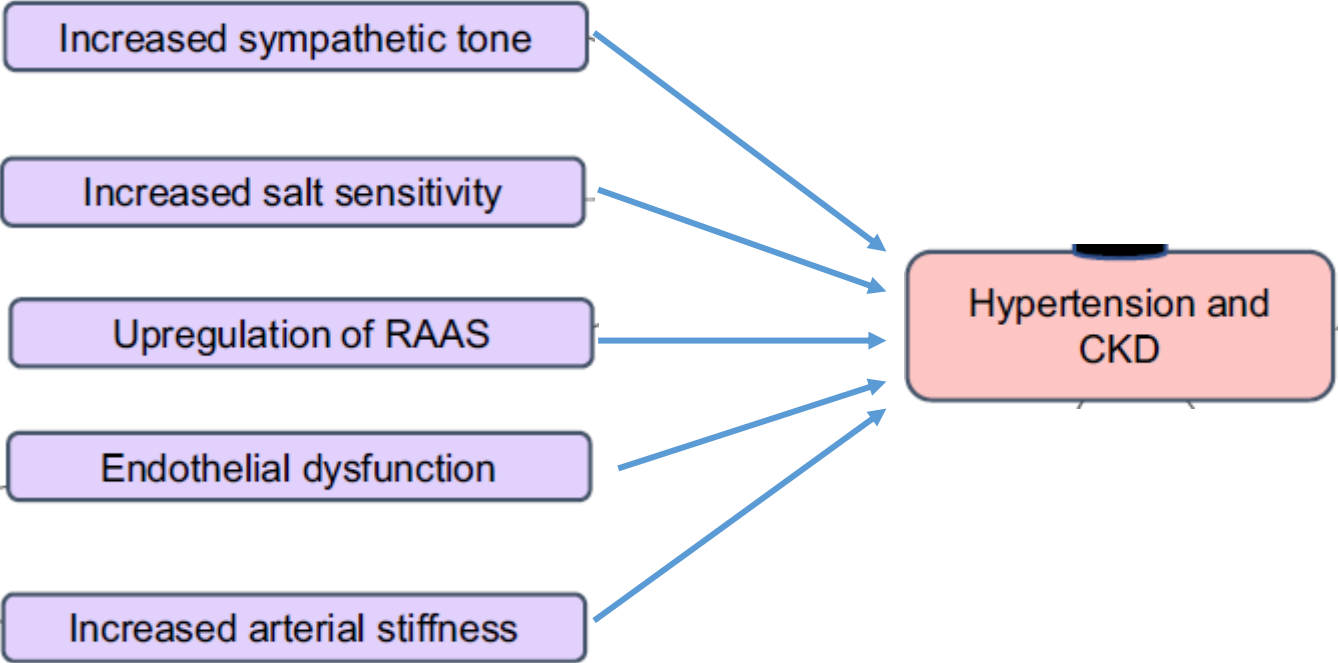 Increased sympathetic tone
Increased salt sensitivity
Upregulation of RAAS
Endothelial dysfunction
Increased arterial stiffness
Hypertension and
CKD